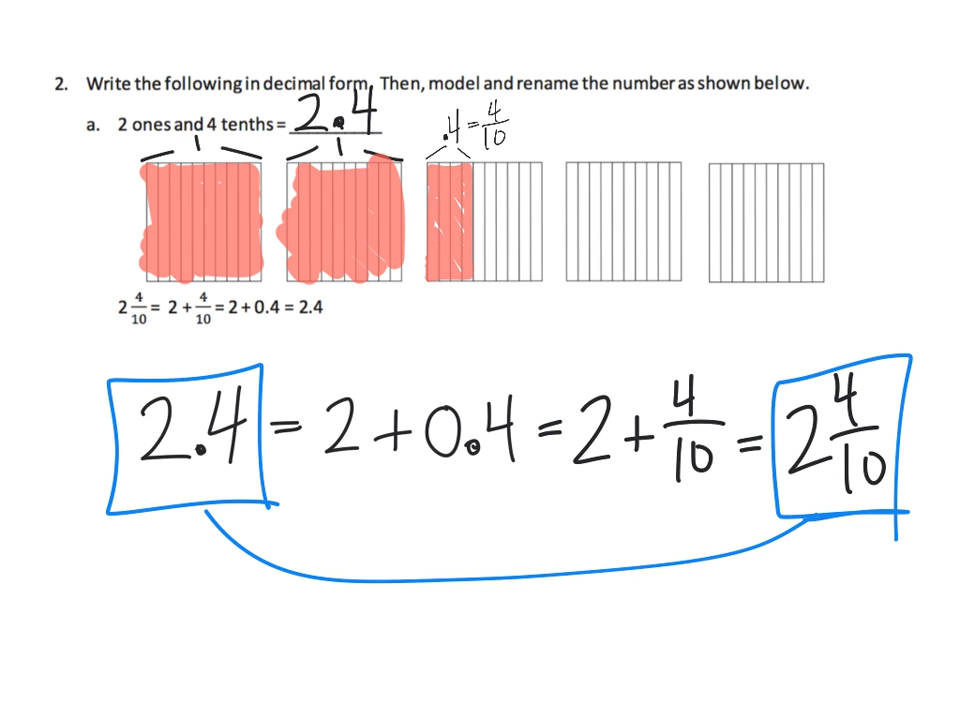 2. Write the following in decimal form. Then, model and rename the number as shown below.
a. 2 ones and 4 tenths = 2.4
1 1 .4 = 4/10
2 4/10 = 2 + 4/10 = 2 + 0.4 = 2.4
2.4 = 2 + 0.4 = 2 + 4/10 = 2 4/10